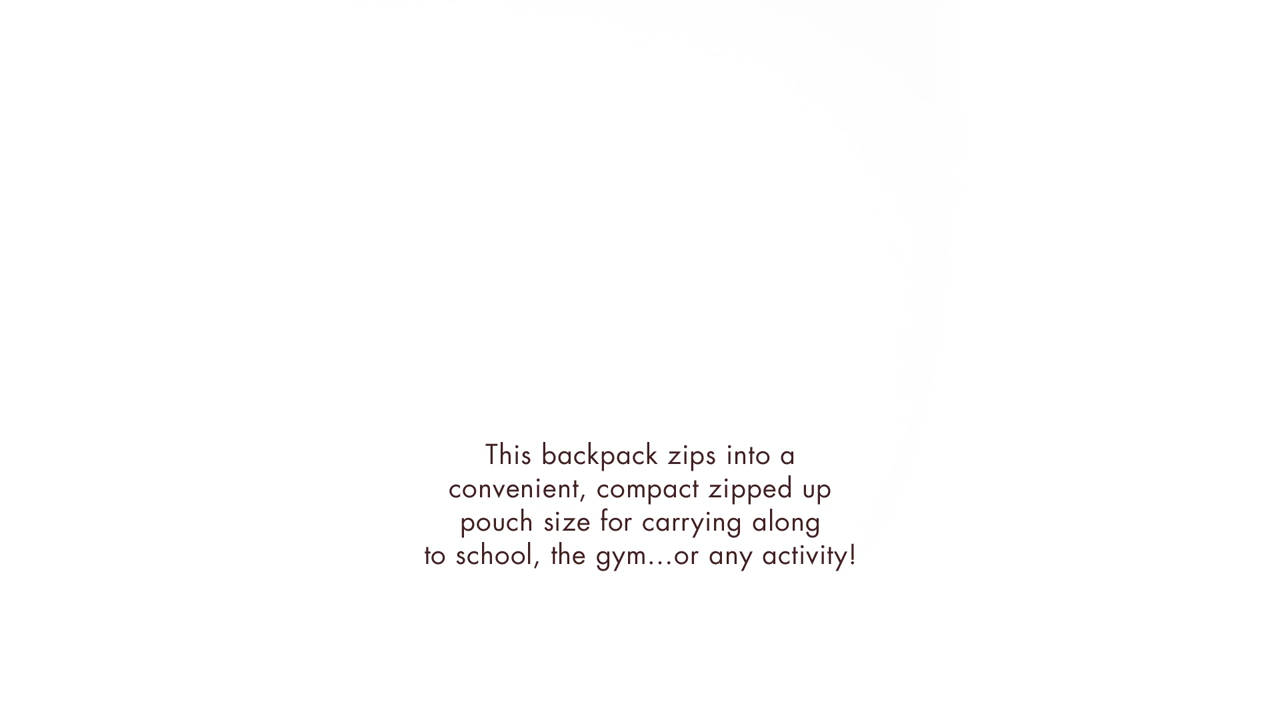 This backpack zips into a
convenient, compact zipped up
pouch size for carrying along
to school, the gym...or any activity!